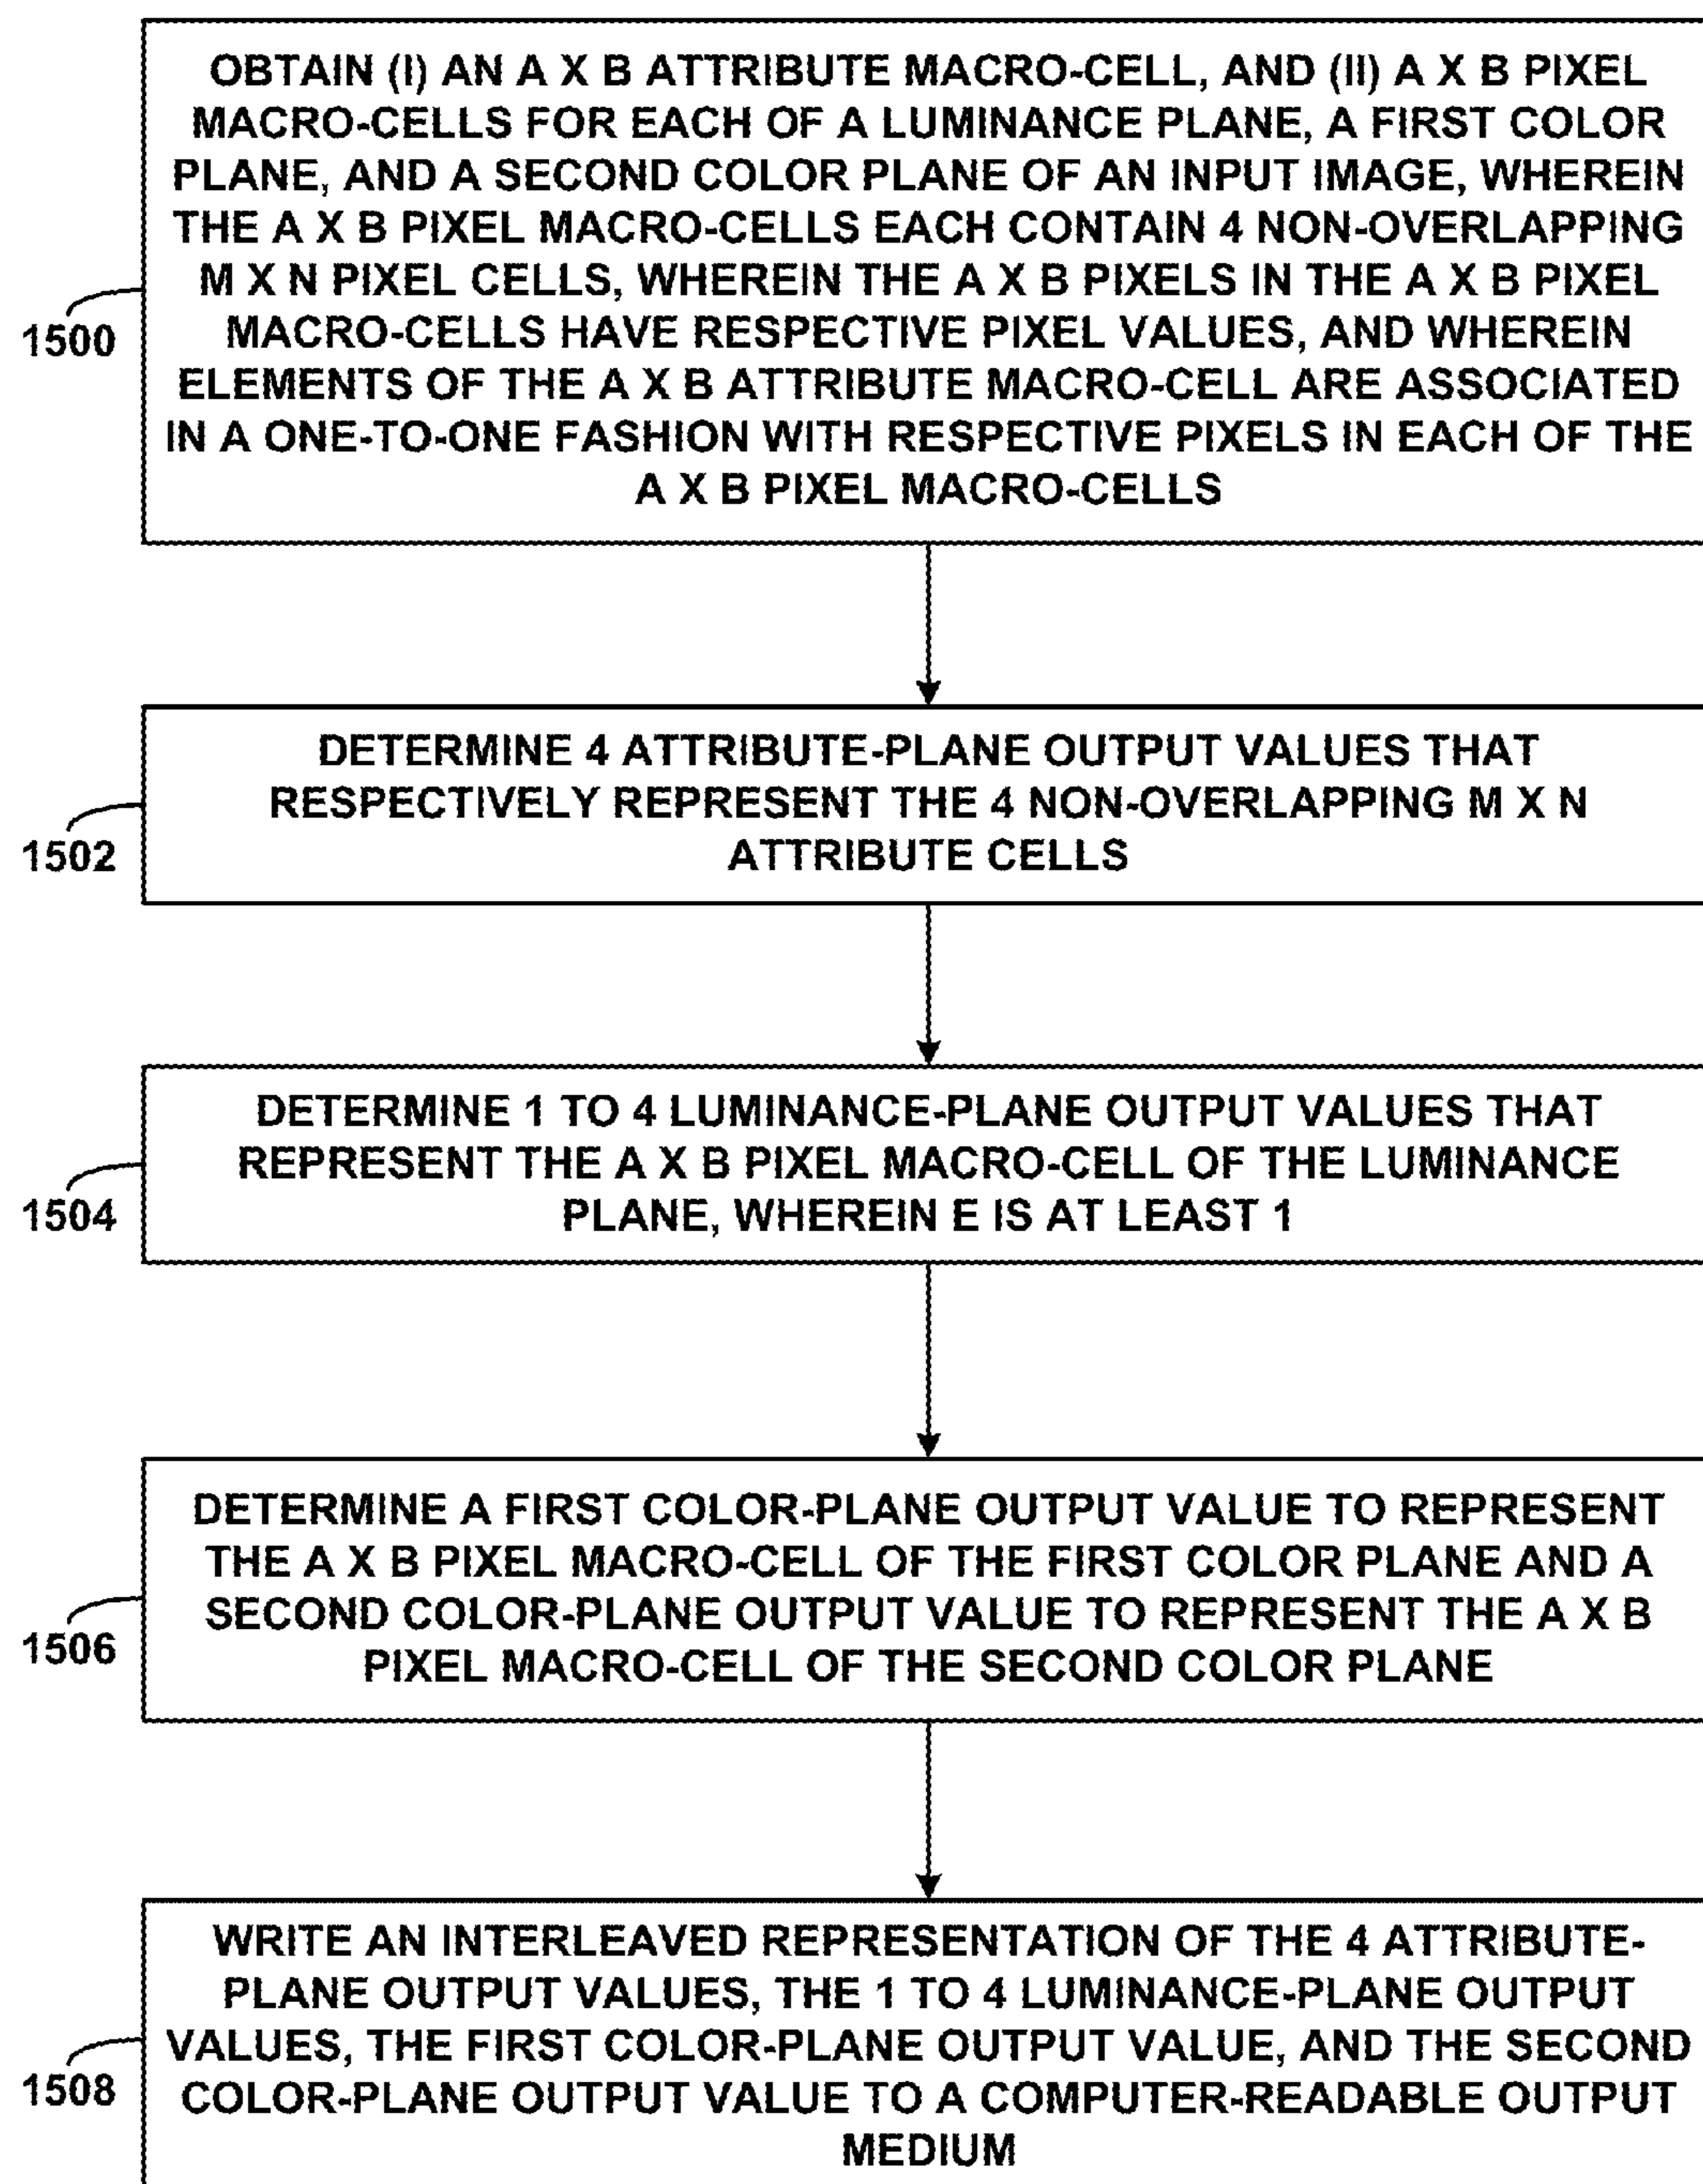 OBTAIN (I) AN A X B ATTRIBUTE MACRO-CELL, AND (II) A X B PIXEL
MACRO-CELLS FOR EACH OF A LUMINANCE PLANE, A FIRST COLOR
PLANE, AND A SECOND COLOR PLANE OF AN INPUT IMAGE, WHEREIN
THE A X B PIXEL MACRO-CELLS EACH CONTAIN 4 NON-OVERLAPPING
M X N PIXEL CELLS, WHEREIN THE A X B PIXELS IN THE A X B PIXEL
MACRO-CELLS HAVE RESPECTIVE PIXEL VALUES, AND WHEREIN
ELEMENTS OF THE A X B ATTRIBUTE MACRO-CELL ARE ASSOCIATED
IN A ONE-TO-ONE FASHION WITH RESPECTIVE PIXELS IN EACH OF THE
A X B PIXEL MACRO-CELLS
1500
DETERMINE 4 ATTRIBUTE-PLANE OUTPUT VALUES THAT
RESPECTIVELY REPRESENT THE 4 NON-OVERLAPPING M X N
ATTRIBUTE CELLS
1502
DETERMINE 1 TO 4 LUMINANCE-PLANE OUTPUT VALUES THAT
REPRESENT THE A X B PIXEL MACRO-CELL OF THE LUMINANCE
PLANE, WHEREIN E IS AT LEAST 1
1504
DETERMINE A FIRST COLOR-PLANE OUTPUT VALUE TO REPRESENT
THE A X B PIXEL MACRO-CELL OF THE FIRST COLOR PLANE AND A
SECOND COLOR-PLANE OUTPUT VALUE TO REPRESENT THE A X B
PIXEL MACRO-CELL OF THE SECOND COLOR PLANE
1506
WRITE AN INTERLEAVED REPRESENTATION OF THE 4 ATTRIBUTE-
PLANE OUTPUT VALUES, THE 1 TO 4 LUMINANCE-PLANE OUTPUT
VALUES, THE FIRST COLOR-PLANE OUTPUT VALUE, AND THE SECOND
COLOR-PLANE OUTPUT VALUE TO A COMPUTER-READABLE OUTPUT
MEDIUM
1508